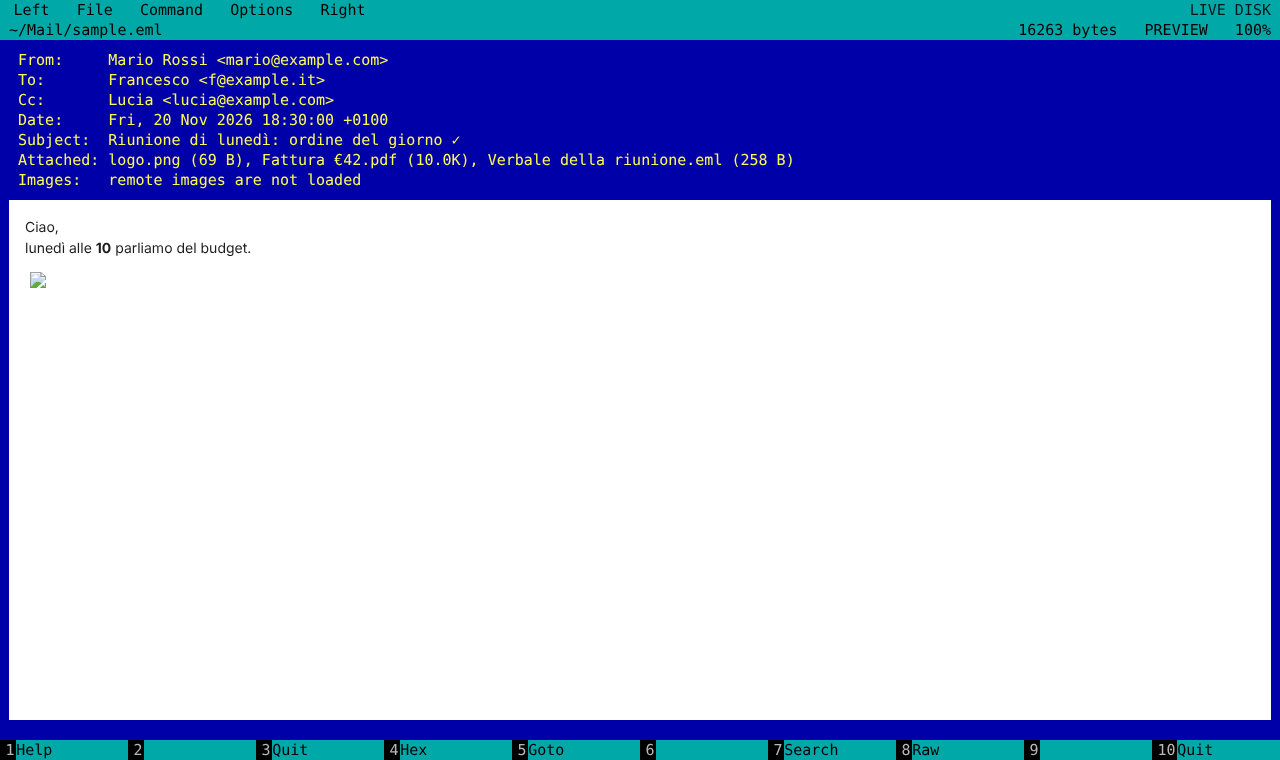 Left File Command Options Right LIVE DISK
~/Mail/sample.eml 16263 bytes PREVIEW 100%
From: Mario Rossi <mario@example.com>
To: Francesco <f@example.it>
Cc: Lucia <lucia@example.com>
Date: Fri, 20 Nov 2026 18:30:00 +0100
Subject: Riunione di lunedì: ordine del giorno ✓
Attached: logo.png (69 B), Fattura €42.pdf (10.0K), Verbale della riunione.eml (258 B)
Images: remote images are not loaded
Ciao,
lunedì alle 10 parliamo del budget.
1Help 2 3Quit 4Hex 5Goto 6 7Search 8Raw 9 10Quit